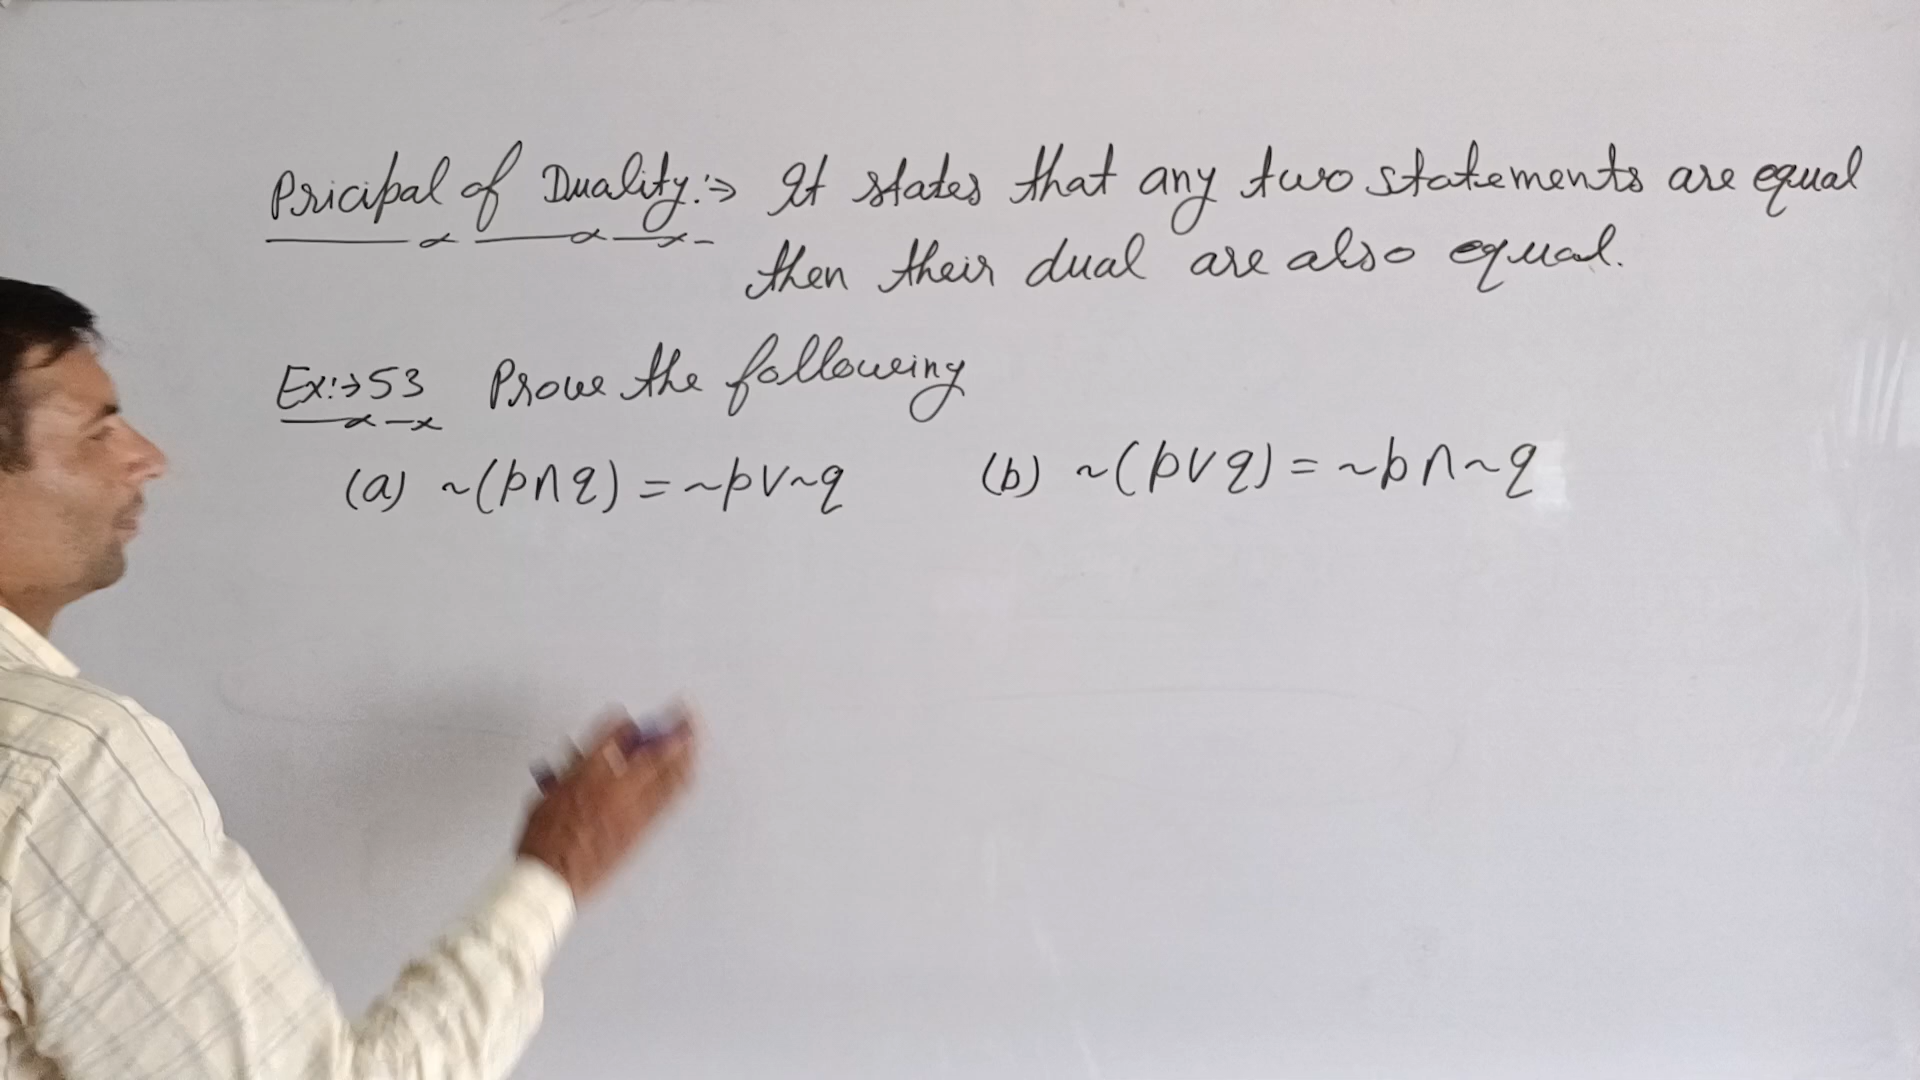 Pricipal of Duality:→ It states that any two statements are equal
then their dual are also equal.
Ex:→53 Prove the following
(a) ~(p∧q) = ~p∨~q (b) ~(p∨q) = ~p∧~q